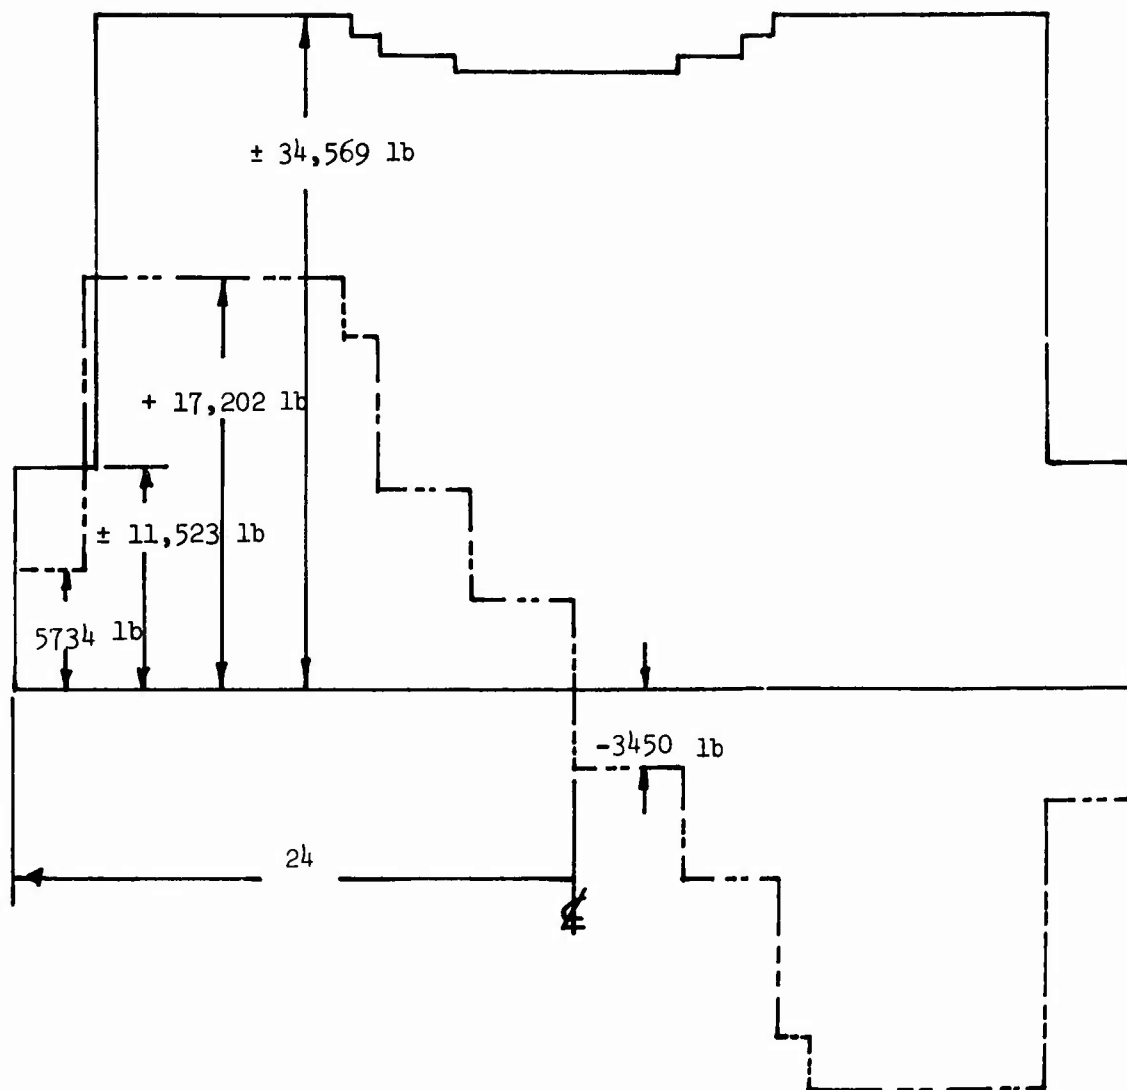 ± 34,569 lb
+ 17,202 lb
± 11,523 lb
5734 lb
-3450 lb
24
℄